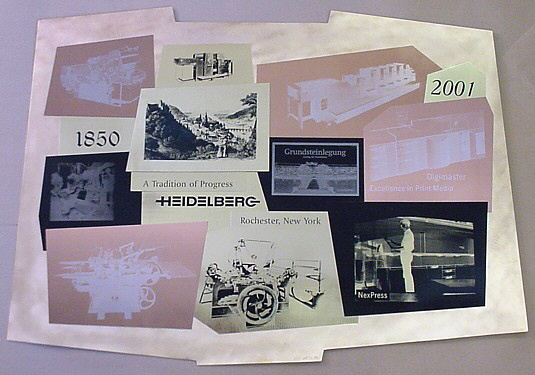 2001
1850
Grundsteinlegung
Digimaster
Excellence in Print Media
A Tradition of Progress
HEIDELBERG
Rochester, New York
NexPress